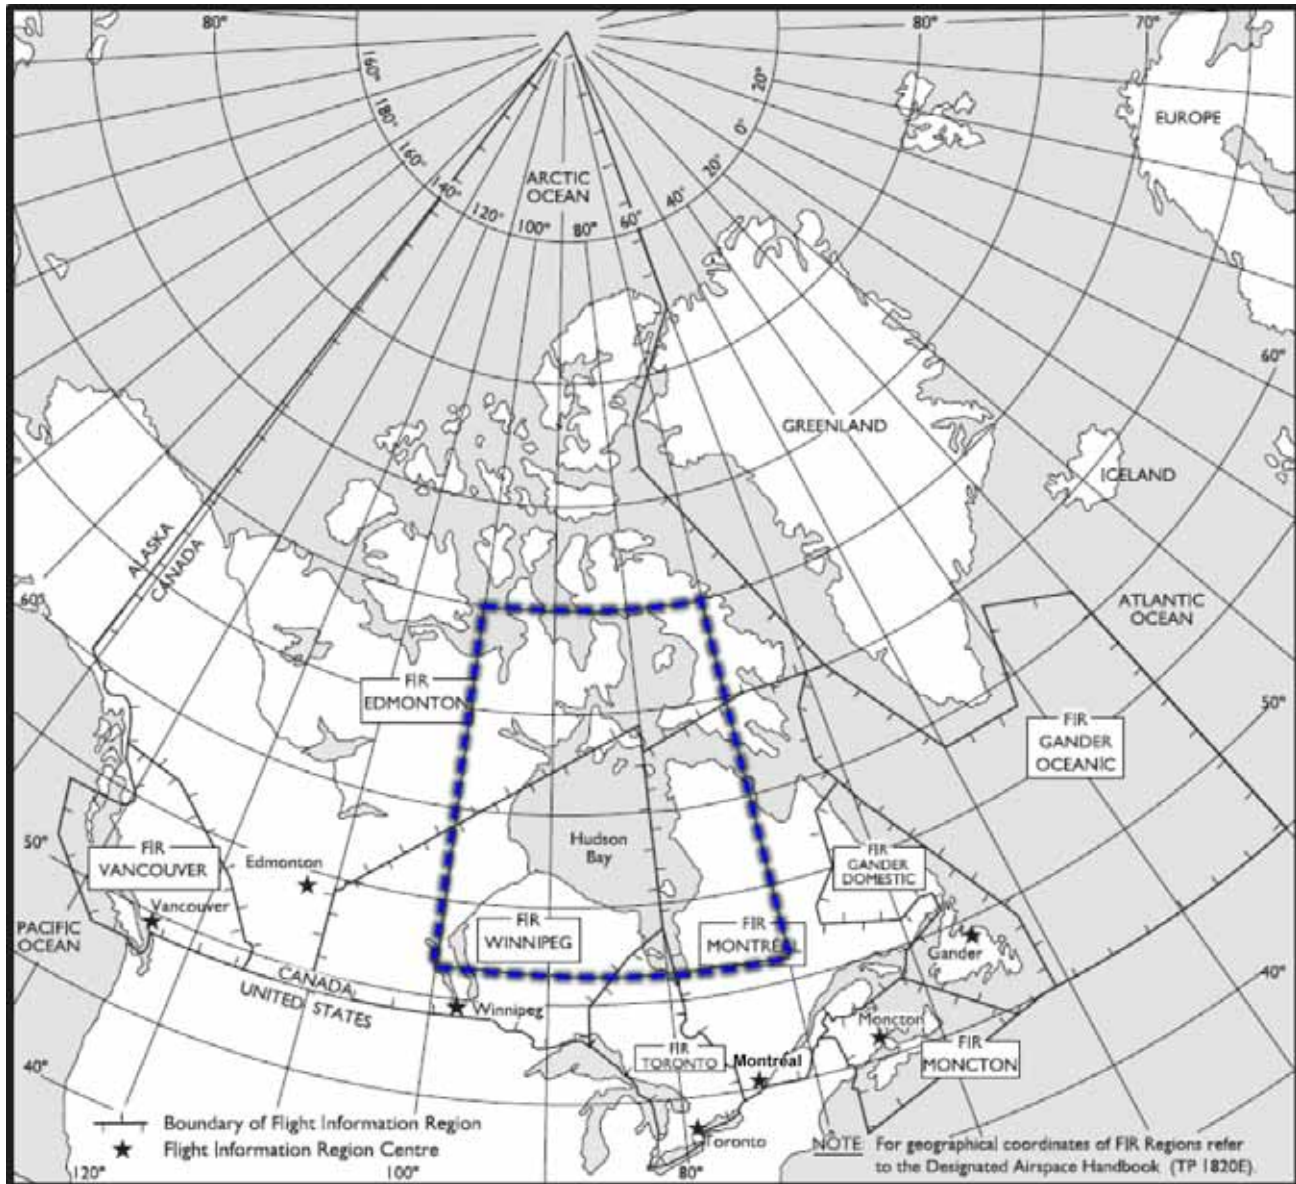 80°
80°
70°
160°
180°
160°
140°
120°
100°
80°
60°
40°
20°
0°
20°
ARCTIC
OCEAN
EUROPE
60°
GREENLAND
ICELAND
ALASKA
CANADA
60°
ATLANTIC
OCEAN
FIR
EDMONTON
50°
FIR
GANDER
OCEANIC
50°
Hudson
Bay
FIR
VANCOUVER
Edmonton
FIR
GANDER
DOMESTIC
Vancouver
PACIFIC
OCEAN
FIR
WINNIPEG
FIR
MONTRÉAL
Gander
40°
CANADA
UNITED STATES
Winnipeg
Moncton
FIR
TORONTO
Montréal
FIR
MONCTON
40°
Boundary of Flight Information Region
Flight Information Region Centre
Toronto
NOTE: For geographical coordinates of FIR Regions refer
to the Designated Airspace Handbook (TP 1820E).
120°
100°
80°